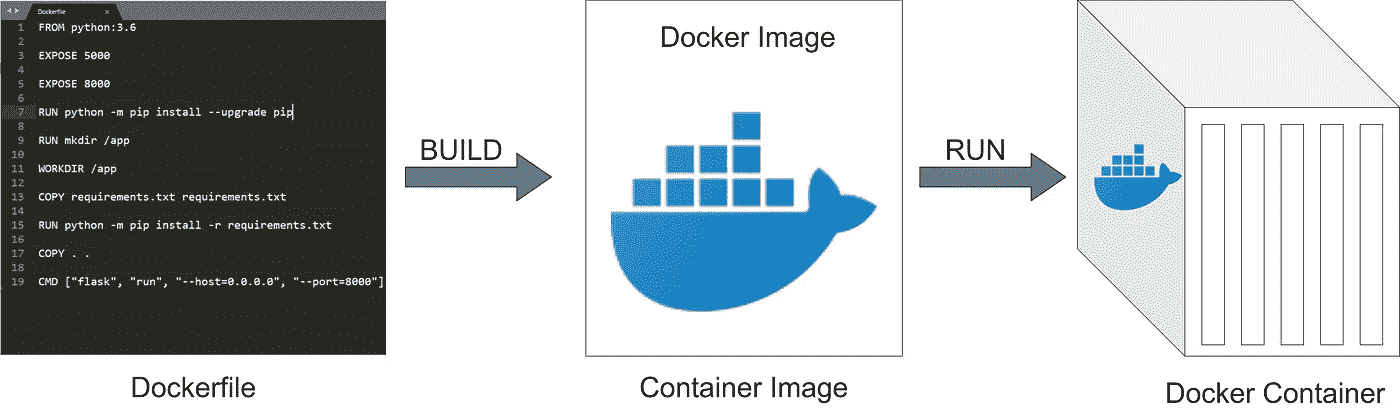 Dockerfile
1 FROM python:3.6
2
3 EXPOSE 5000
4
5 EXPOSE 8000
6
7 RUN python -m pip install --upgrade pip
8
9 RUN mkdir /app
10
11 WORKDIR /app
12
13 COPY requirements.txt requirements.txt
14
15 RUN python -m pip install -r requirements.txt
16
17 COPY . .
18
19 CMD ["flask", "run", "--host=0.0.0.0", "--port=8000"]
Dockerfile
BUILD
Docker Image
Container Image
RUN
Docker Container